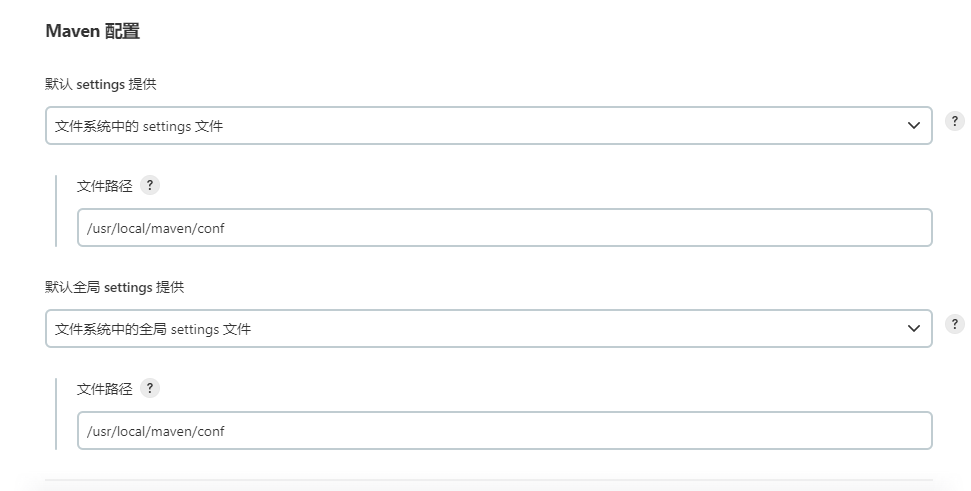 Maven 配置
默认 settings 提供
文件系统中的 settings 文件
?
文件路径 ?
/usr/local/maven/conf
默认全局 settings 提供
文件系统中的全局 settings 文件
?
文件路径 ?
/usr/local/maven/conf